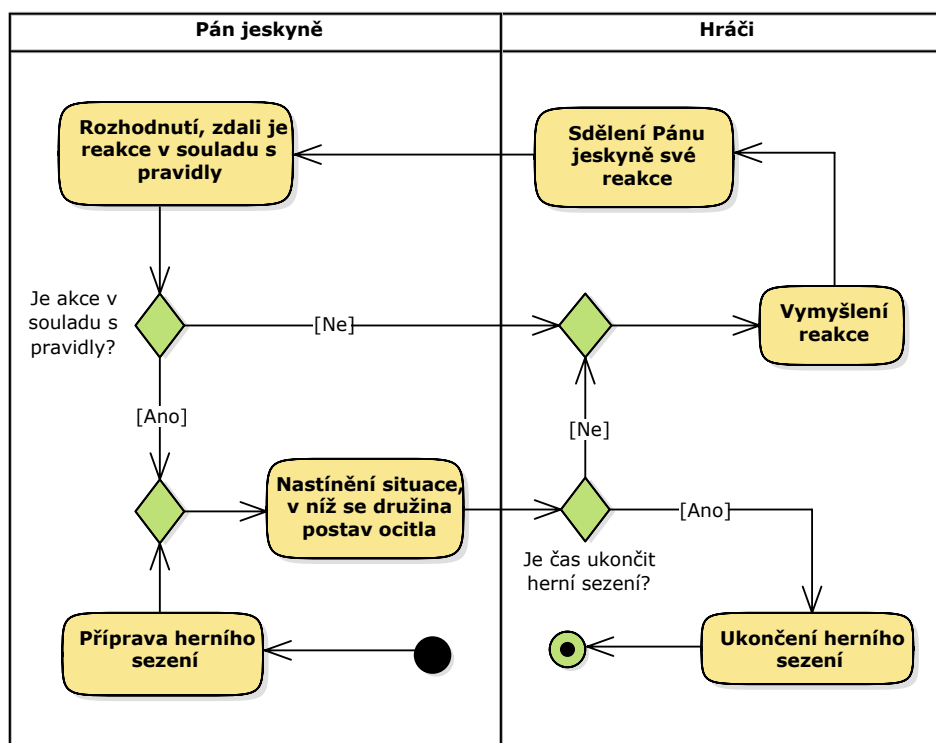 Pán jeskyně
Hráči
Rozhodnutí, zdali je
reakce v souladu s
pravidly
Sdělení Pánu
jeskyně své
reakce
Je akce v
souladu s
pravidly?
[Ne]
Vymyšlení
reakce
[Ano]
[Ne]
Nastínění situace,
v níž se družina
postav ocitla
[Ano]
Je čas ukončit
herní sezení?
Příprava herního
sezení
Ukončení herního
sezení